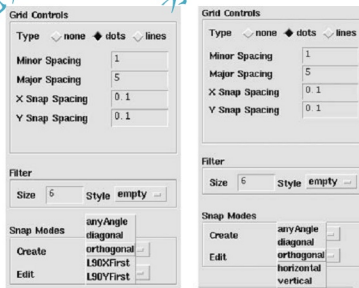 Grid Controls
Type none dots lines
Minor Spacing 1
Major Spacing 5
X Snap Spacing 0.1
Y Snap Spacing 0.1
Filter
Size 6 Style empty
Snap Modes
anyAngle
diagonal
Create orthogonal
L90XFirst
Edit L90YFirst
Grid Controls
Type none dots lines
Minor Spacing 1
Major Spacing 5
X Snap Spacing 0.1
Y Snap Spacing 0.1
Filter
Size 6 Style empty
Snap Modes
Create anyAngle
diagonal
Edit orthogonal
horizontal
vertical